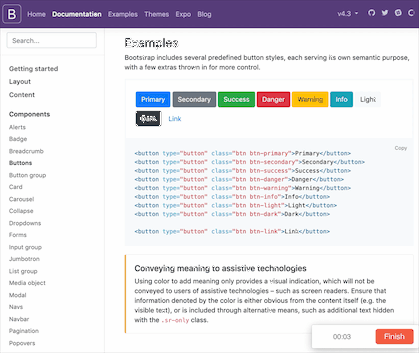 B Home Documentation Examples Themes Expo Blog v4.3
Search...
Getting started
Layout
Content
Components
Alerts
Badge
Breadcrumb
Buttons
Button group
Card
Carousel
Collapse
Dropdowns
Forms
Input group
Jumbotron
List group
Media object
Modal
Navs
Navbar
Pagination
Popovers
Examples
Bootstrap includes several predefined button styles, each serving its own semantic purpose,
with a few extras thrown in for more control.
Primary Secondary Success Danger Warning Info Light
Dark Link
Copy
<button type="button" class="btn btn-primary">Primary</button>
<button type="button" class="btn btn-secondary">Secondary</button>
<button type="button" class="btn btn-success">Success</button>
<button type="button" class="btn btn-danger">Danger</button>
<button type="button" class="btn btn-warning">Warning</button>
<button type="button" class="btn btn-info">Info</button>
<button type="button" class="btn btn-light">Light</button>
<button type="button" class="btn btn-dark">Dark</button>
<button type="button" class="btn btn-link">Link</button>
Conveying meaning to assistive technologies
Using color to add meaning only provides a visual indication, which will not be
conveyed to users of assistive technologies – such as screen readers. Ensure that
information denoted by the color is either obvious from the content itself (e.g. the
visible text), or is included through alternative means, such as additional text hidden
with the .sr-only class.
00:03 Finish